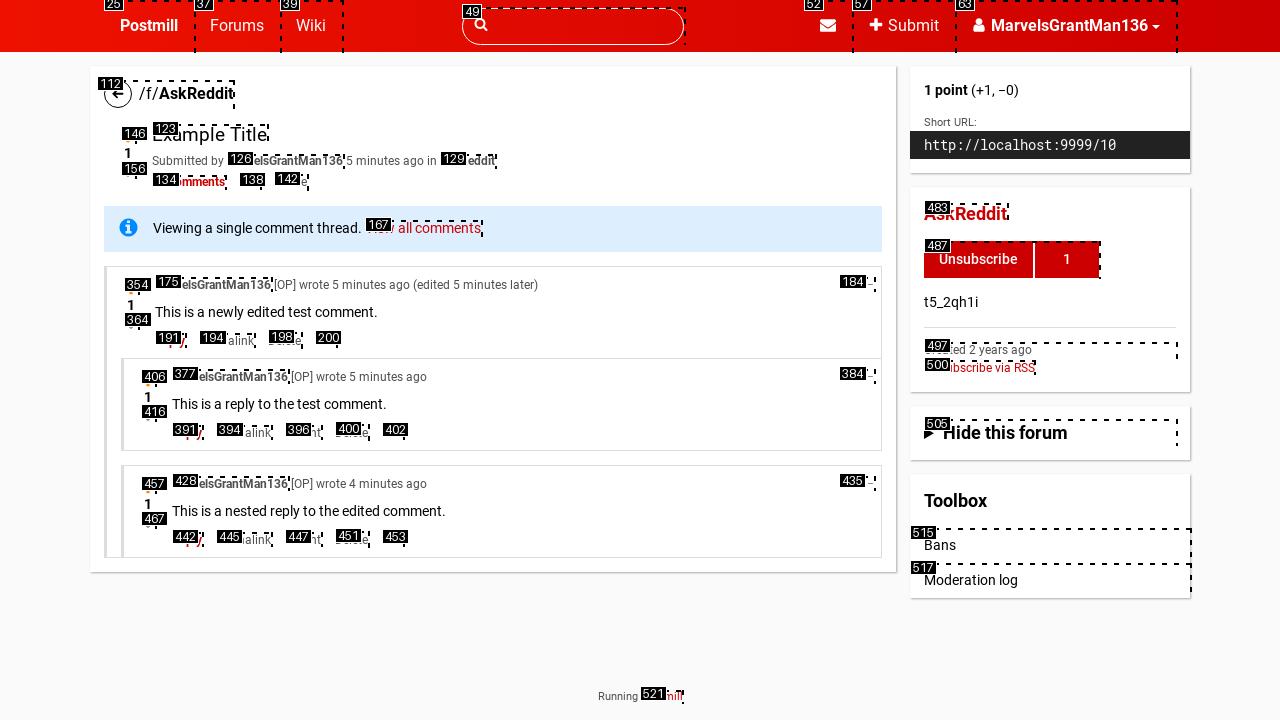 25 37 39 49 52 57 63
Postmill Forums Wiki Submit MarvelsGrantMan136
112 /f/AskReddit
146 123 Example Title
1
Submitted by 126 elsGrantMan136 5 minutes ago in 129 eddit
156 134 mments 138 142 e
Viewing a single comment thread. 167 all comments
354 175 elsGrantMan136 [OP] wrote 5 minutes ago (edited 5 minutes later) 184
1
This is a newly edited test comment.
364
191 194 alink 198 200
406 377 elsGrantMan136 [OP] wrote 5 minutes ago 384
1
This is a reply to the test comment.
416
391 394 alink 396 nt 400 402
457 428 elsGrantMan136 [OP] wrote 4 minutes ago 435
1
This is a nested reply to the edited comment.
467
442 445 alink 447 nt 451 453
1 point (+1, −0)
Short URL:
http://localhost:9999/10
483 AskReddit
487
Unsubscribe 1
t5_2qh1i
497 ted 2 years ago
500 bscribe via RSS
505 Hide this forum
Toolbox
515
Bans
517
Moderation log
Running 521 mill